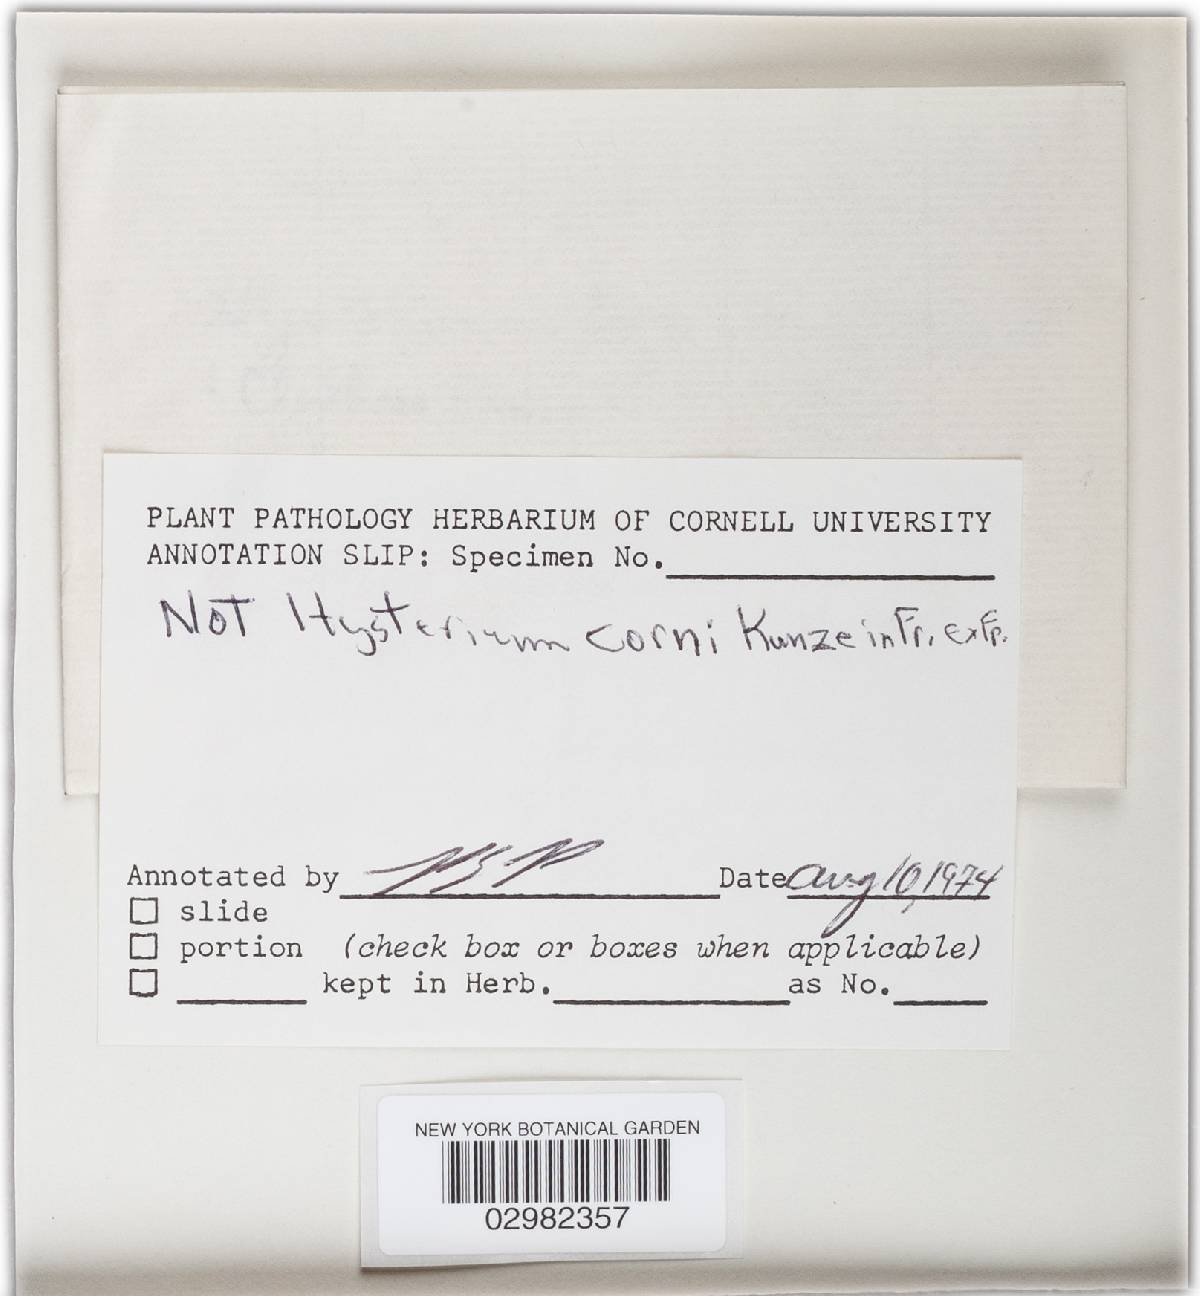 PLANT PATHOLOGY HERBARIUM OF CORNELL UNIVERSITY
ANNOTATION SLIP: Specimen No.
Not Hysterium corni Kunze in Fr. ex Fr.
Annotated by Date Aug 10, 1974
slide
portion (check box or boxes when applicable)
kept in Herb. as No.
NEW YORK BOTANICAL GARDEN
02982357